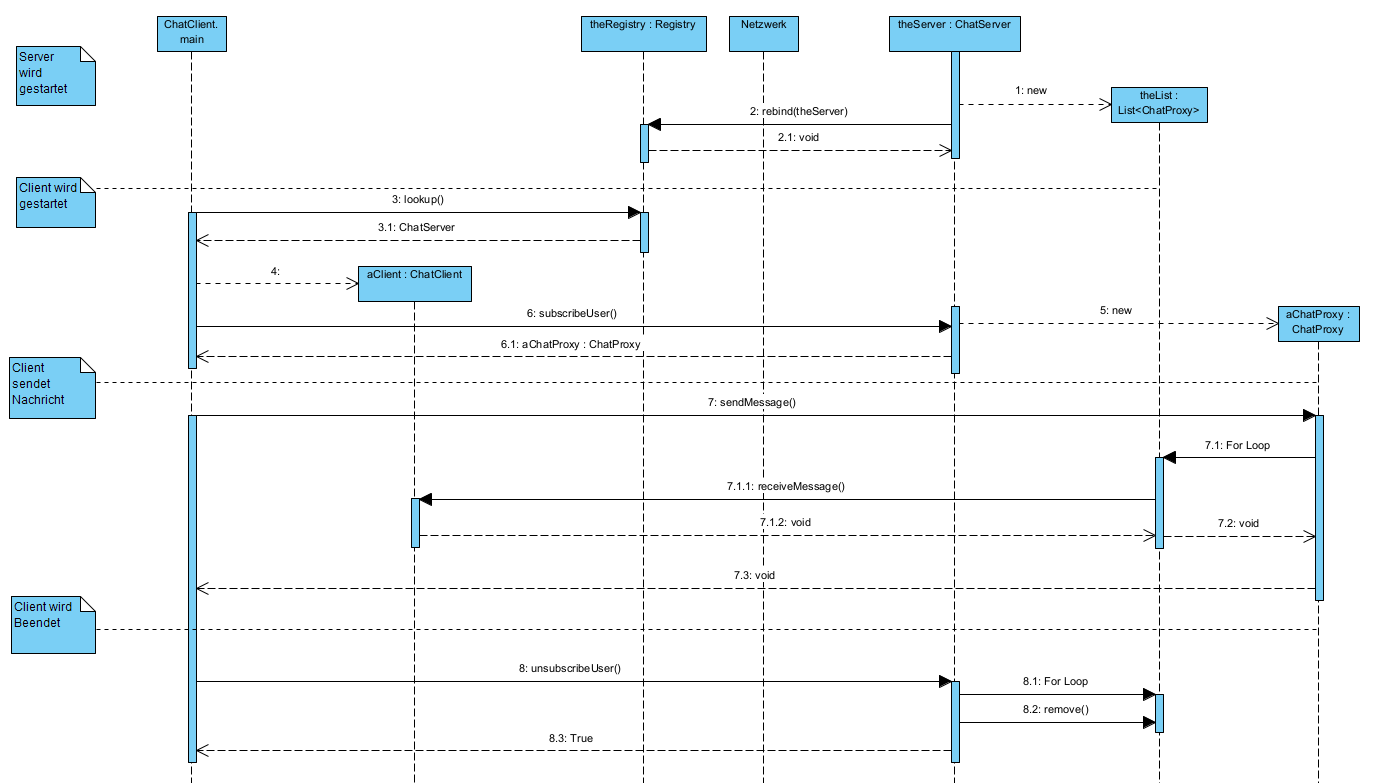 ChatClient.
main
theRegistry : Registry
Netzwerk
theServer : ChatServer
Server
wird
gestartet
1: new
theList :
List<ChatProxy>
2: rebind(theServer)
2.1: void
Client wird
gestartet
3: lookup()
3.1: ChatServer
4:
aClient : ChatClient
6: subscribeUser()
5: new
aChatProxy :
ChatProxy
6.1: aChatProxy : ChatProxy
Client
sendet
Nachricht
7: sendMessage()
7.1: For Loop
7.1.1: receiveMessage()
7.1.2: void
7.2: void
7.3: void
Client wird
Beendet
8: unsubscribeUser()
8.1: For Loop
8.2: remove()
8.3: True